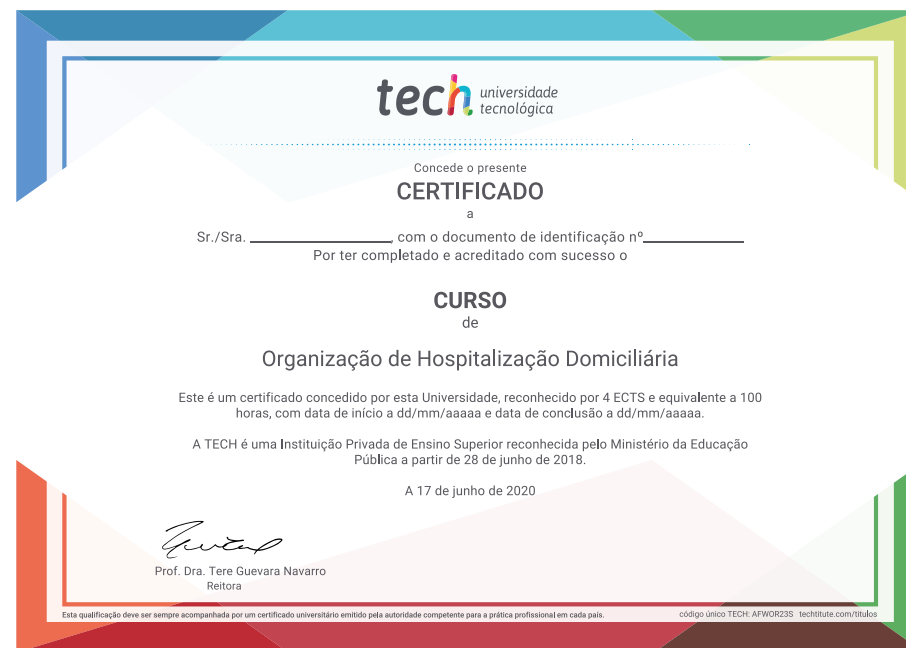 tech universidade
tecnológica
Concede o presente
CERTIFICADO
a
Sr./Sra. ____________________, com o documento de identificação nº______________
Por ter completado e acreditado com sucesso o
CURSO
de
Organização de Hospitalização Domiciliária
Este é um certificado concedido por esta Universidade, reconhecido por 4 ECTS e equivalente a 100
horas, com data de início a dd/mm/aaaaa e data de conclusão a dd/mm/aaaaa.
A TECH é uma Instituição Privada de Ensino Superior reconhecida pelo Ministério da Educação
Pública a partir de 28 de junho de 2018.
A 17 de junho de 2020
Prof. Dra. Tere Guevara Navarro
Reitora
Esta qualificação deve ser sempre acompanhada por um certificado universitário emitido pela autoridade competente para a prática profissional em cada país.
código único TECH: AFWOR23S techtitute.com/titulos